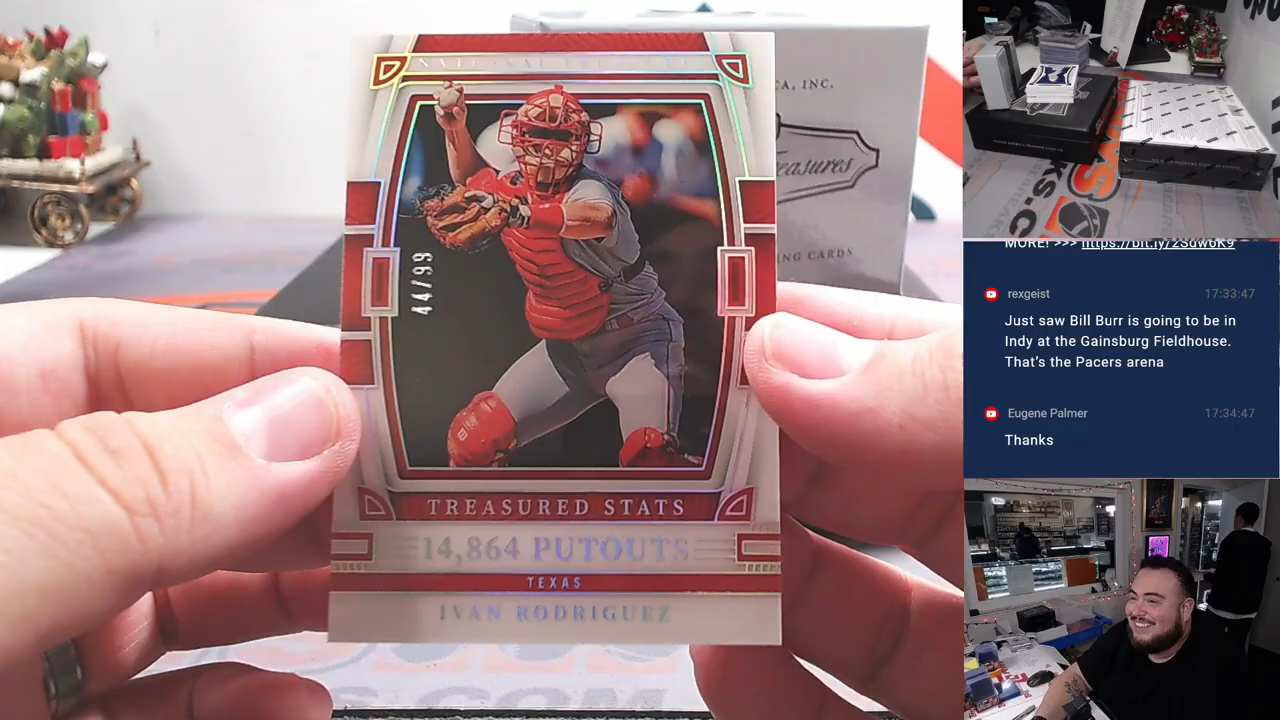 NATIONAL TREASURES
44/99
TREASURED STATS
14,864 PUTOUTS
TEXAS
IVAN RODRIGUEZ
CA, INC.
Treasures
NG CARDS
MORE! >>> https://bit.ly/2Sdw6K9
rexgeist 17:33:47
Just saw Bill Burr is going to be in
Indy at the Gainsburg Fieldhouse.
That's the Pacers arena
Eugene Palmer 17:34:47
Thanks